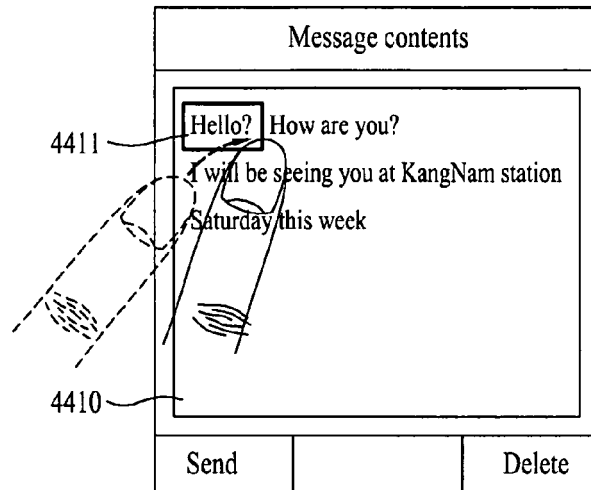 Message contents
4411
Hello? How are you?
I will be seeing you at KangNam station
Saturday this week
4410
Send Delete